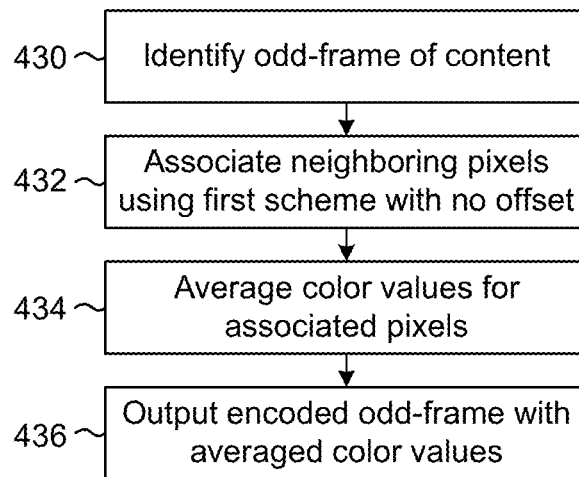 430
Identify odd-frame of content
432
Associate neighboring pixels
using first scheme with no offset
434
Average color values for
associated pixels
436
Output encoded odd-frame with
averaged color values